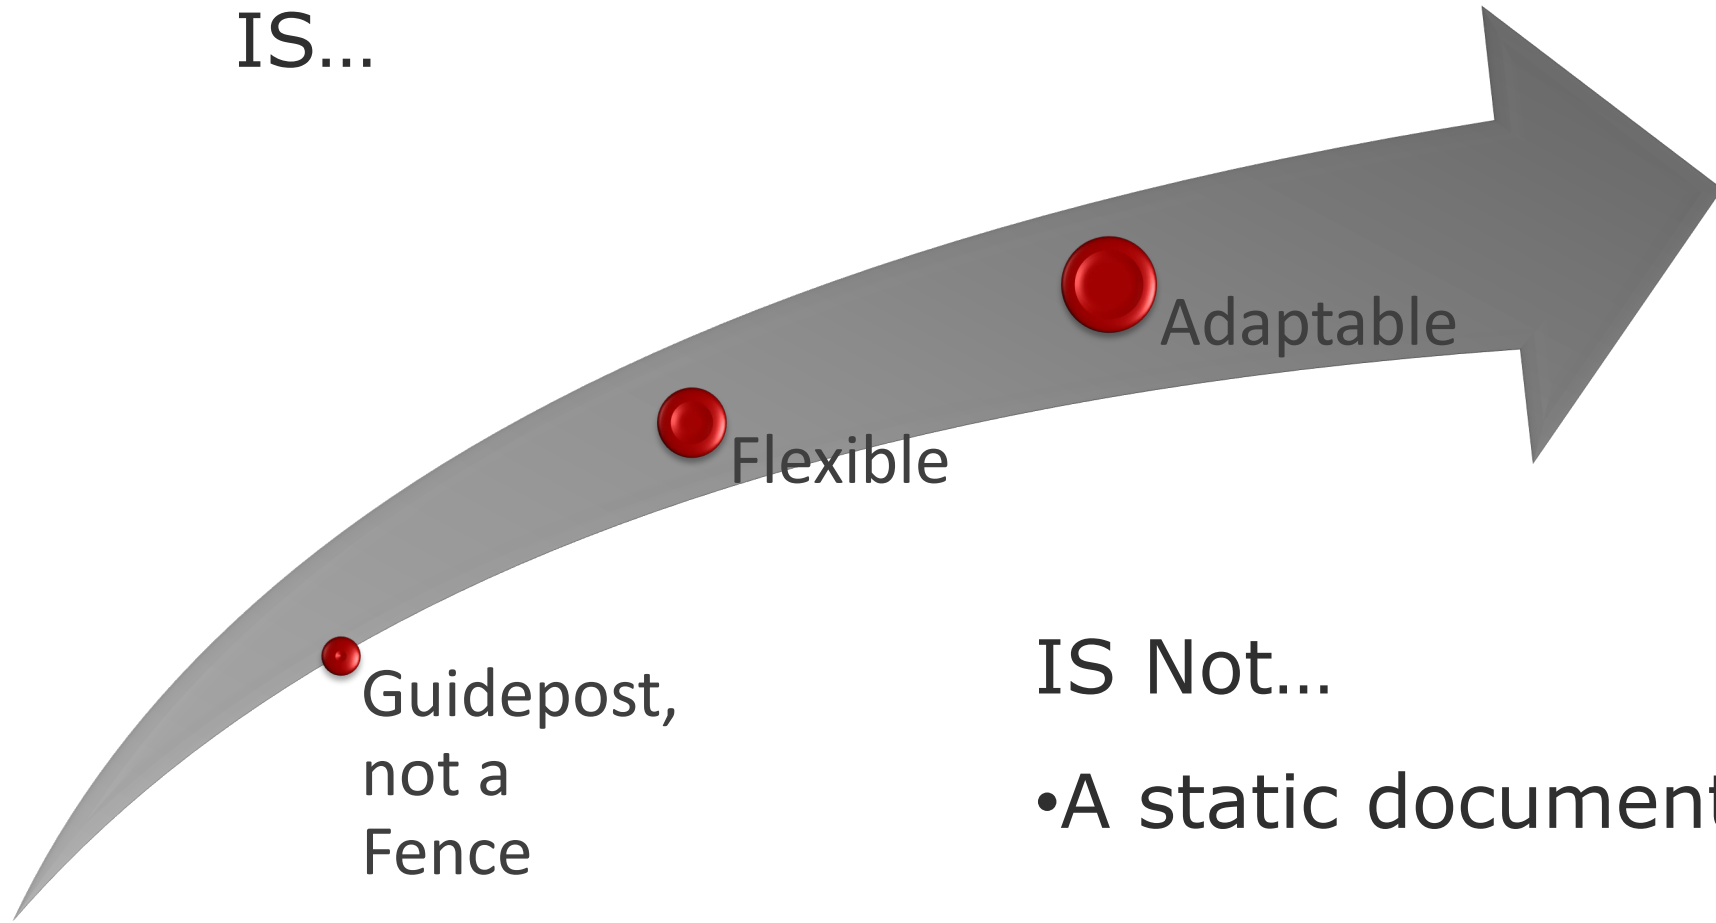 IS…
Adaptable
Flexible
Guidepost,
not a
Fence
IS Not…
•A static document